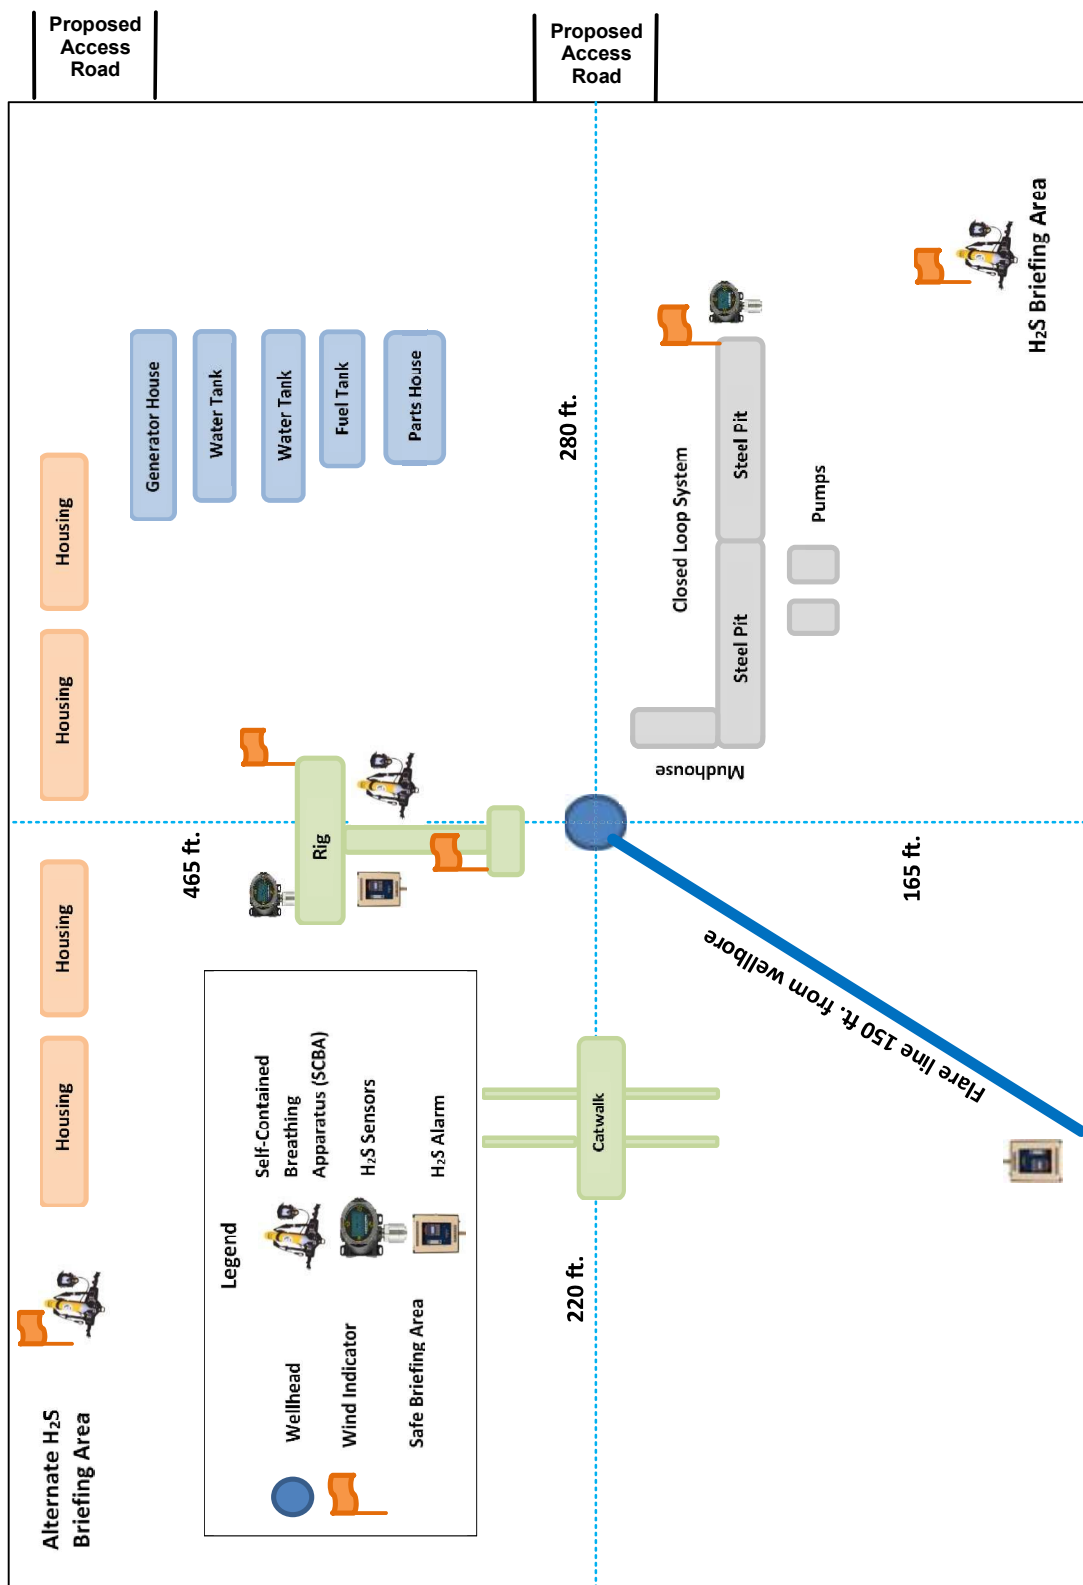 Proposed
Access
Road
Proposed
Access
Road
Housing
Housing
Housing
Housing
Generator House
Water Tank
Water Tank
Fuel Tank
Parts House
280 ft.
Closed Loop System
Steel Pit
Steel Pit
Pumps
Mudhouse
H₂S Briefing Area
465 ft.
Rig
165 ft.
Flare line 150 ft. from wellbore
Catwalk
220 ft.
Legend
Wellhead
Wind Indicator
Safe Briefing Area
Self-Contained
Breathing
Apparatus (SCBA)
H₂S Sensors
H₂S Alarm
Alternate H₂S
Briefing Area